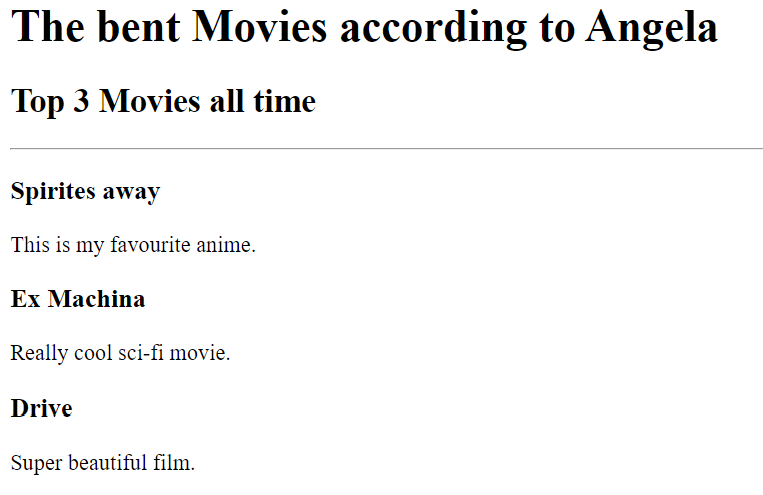 The bent Movies according to Angela
Top 3 Movies all time
Spirites away
This is my favourite anime.
Ex Machina
Really cool sci-fi movie.
Drive
Super beautiful film.